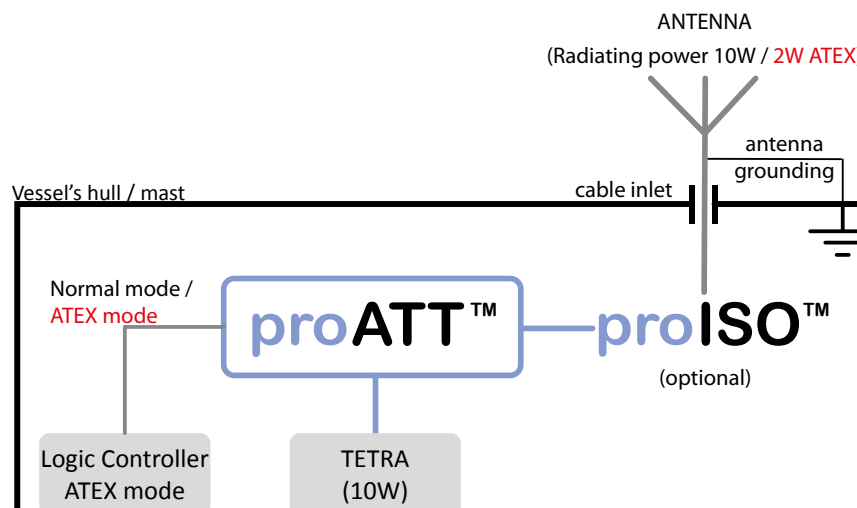 ANTENNA
(Radiating power 10W / 2W ATEX)
antenna
grounding
cable inlet
Vessel's hull / mast
Normal mode /
ATEX mode
proATT™
proISO™
(optional)
Logic Controller
ATEX mode
TETRA
(10W)